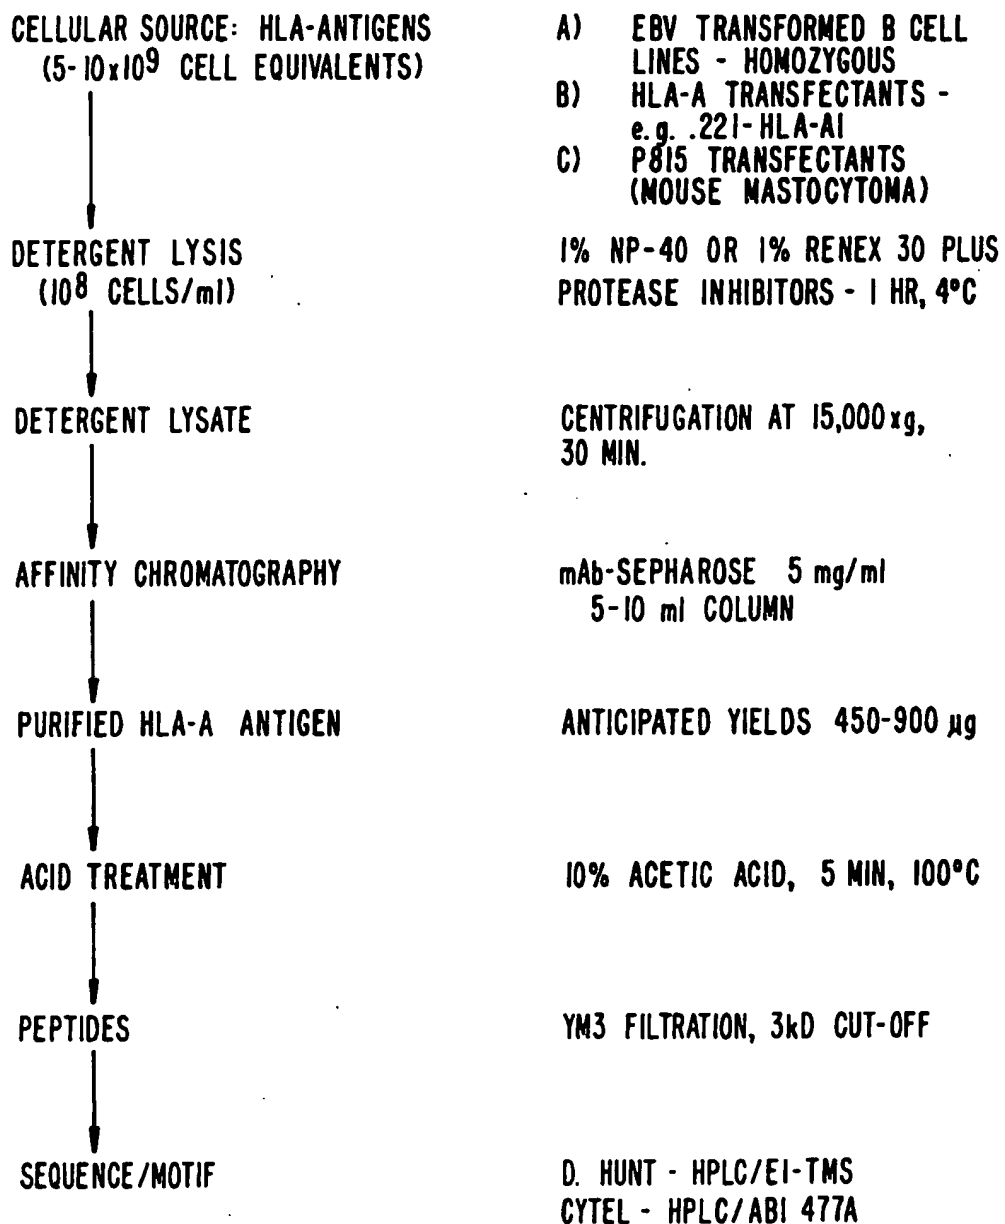 CELLULAR SOURCE: HLA-ANTIGENS
(5-10x10⁹ CELL EQUIVALENTS)
A) EBV TRANSFORMED B CELL
LINES - HOMOZYGOUS
B) HLA-A TRANSFECTANTS -
e.g. .221-HLA-A1
C) P815 TRANSFECTANTS
(MOUSE MASTOCYTOMA)
DETERGENT LYSIS
(10⁸ CELLS/ml)
1% NP-40 OR 1% RENEX 30 PLUS
PROTEASE INHIBITORS - 1 HR, 4°C
DETERGENT LYSATE
CENTRIFUGATION AT 15,000xg,
30 MIN.
AFFINITY CHROMATOGRAPHY
mAb-SEPHAROSE 5 mg/ml
5-10 ml COLUMN
PURIFIED HLA-A ANTIGEN
ANTICIPATED YIELDS 450-900 µg
ACID TREATMENT
10% ACETIC ACID, 5 MIN, 100°C
PEPTIDES
YM3 FILTRATION, 3kD CUT-OFF
SEQUENCE/MOTIF
D. HUNT - HPLC/EI-TMS
CYTEL - HPLC/ABI 477A